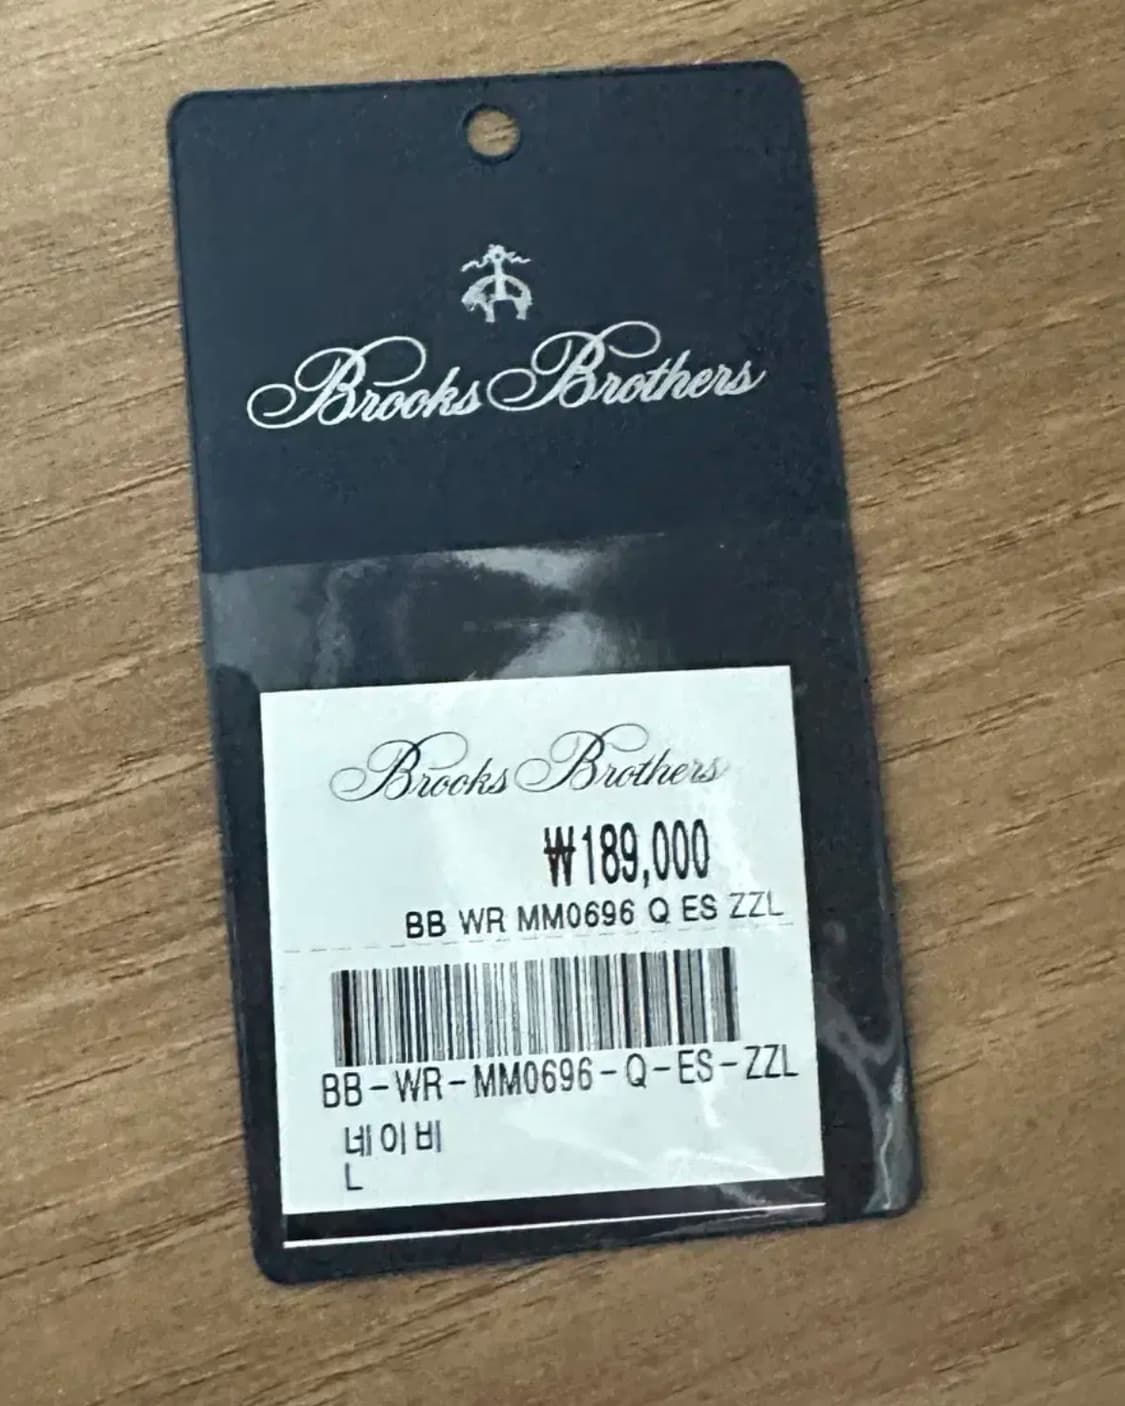 Brooks Brothers
Brooks Brothers
₩189,000
BB WR MM0696 Q ES ZZL
BB-WR-MM0696-Q-ES-ZZL
네이비
L